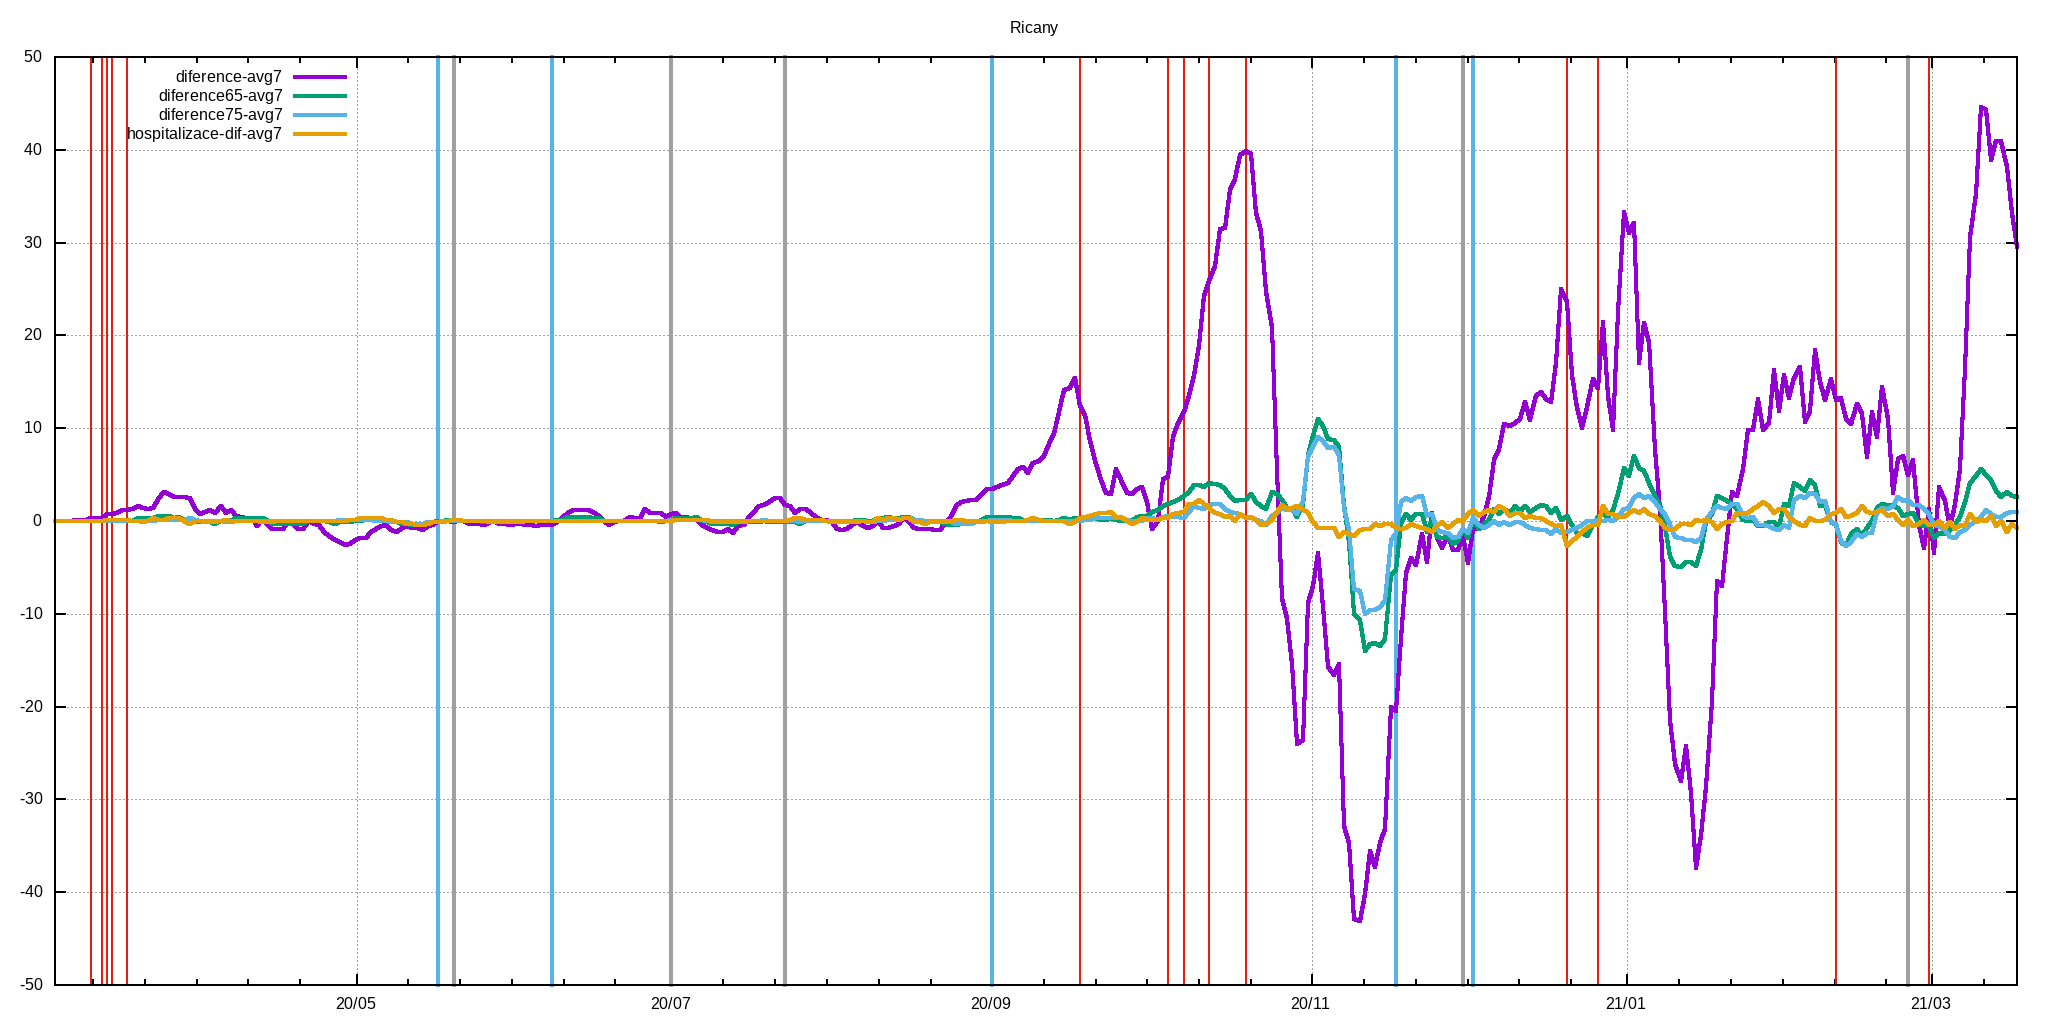 Ricany
50
40
30
20
10
0
-10
-20
-30
-40
-50
diference-avg7
diference65-avg7
diference75-avg7
hospitalizace-dif-avg7
20/05 20/07 20/09 20/11 21/01 21/03